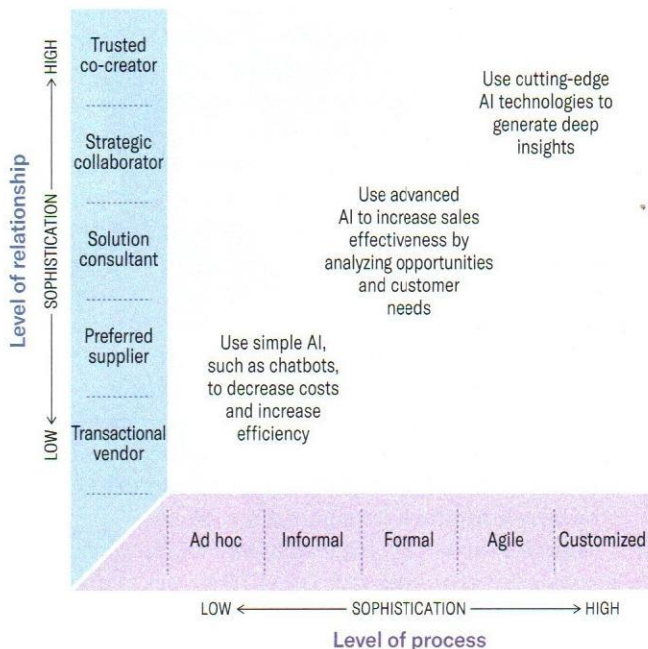 Level of relationship
LOW ← SOPHISTICATION → HIGH
Trusted
co-creator
Strategic
collaborator
Solution
consultant
Preferred
supplier
Transactional
vendor
Use cutting-edge
AI technologies to
generate deep
insights
Use advanced
AI to increase sales
effectiveness by
analyzing opportunities
and customer
needs
Use simple AI,
such as chatbots,
to decrease costs
and increase
efficiency
Ad hoc
Informal
Formal
Agile
Customized
LOW ← SOPHISTICATION → HIGH
Level of process